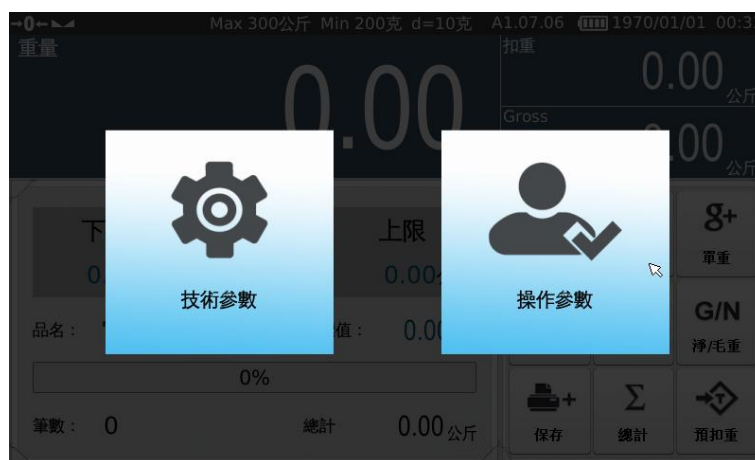 →0← Max 300公斤 Min 200克 d=10克 A1.07.06 1970/01/01 00:3
重量
0.00
扣重
0.00 公斤
Gross
0.00 公斤
技術參數
操作參數
下
上限
0.00
g+
單重
G/N
淨/毛重
品名：
值：
0%
筆數： 0
總計 0.00 公斤
保存
Σ
總計
T
預扣重